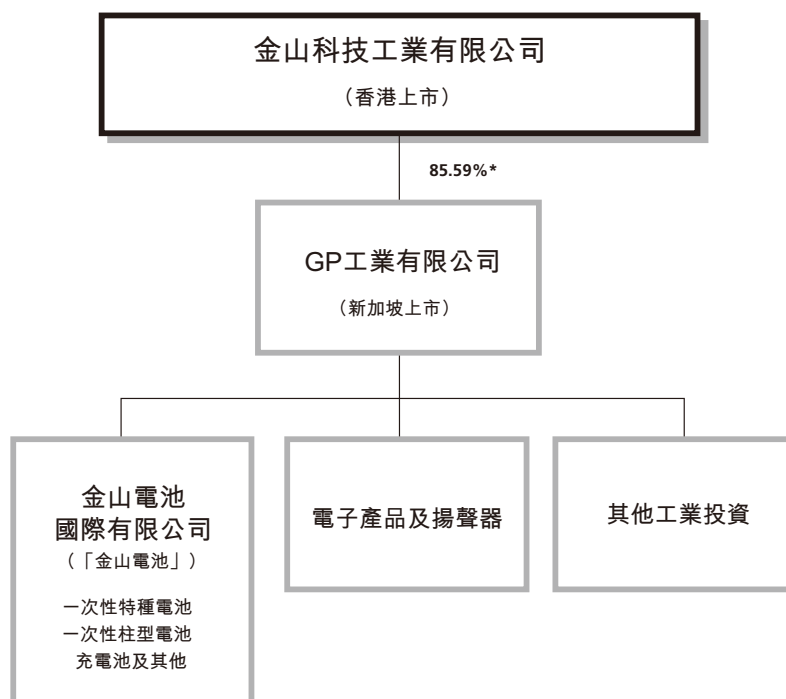 金山科技工業有限公司
（香港上市）
85.59%*
GP工業有限公司
（新加坡上市）
金山電池
國際有限公司
（「金山電池」）
一次性特種電池
一次性柱型電池
充電池及其他
電子產品及揚聲器
其他工業投資